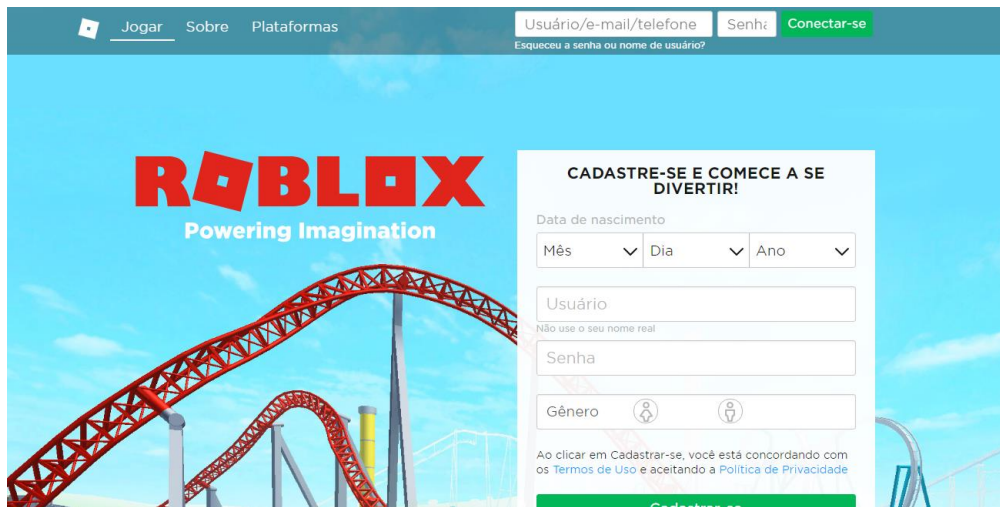 Jogar Sobre Plataformas
Usuário/e-mail/telefone Senha Conectar-se
Esqueceu a senha ou nome de usuário?
ROBLOX
Powering Imagination
CADASTRE-SE E COMECE A SE
DIVERTIR!
Data de nascimento
Mês Dia Ano
Usuário
Não use o seu nome real
Senha
Gênero
Ao clicar em Cadastrar-se, você está concordando com
os Termos de Uso e aceitando a Política de Privacidade
Cadastrar-se